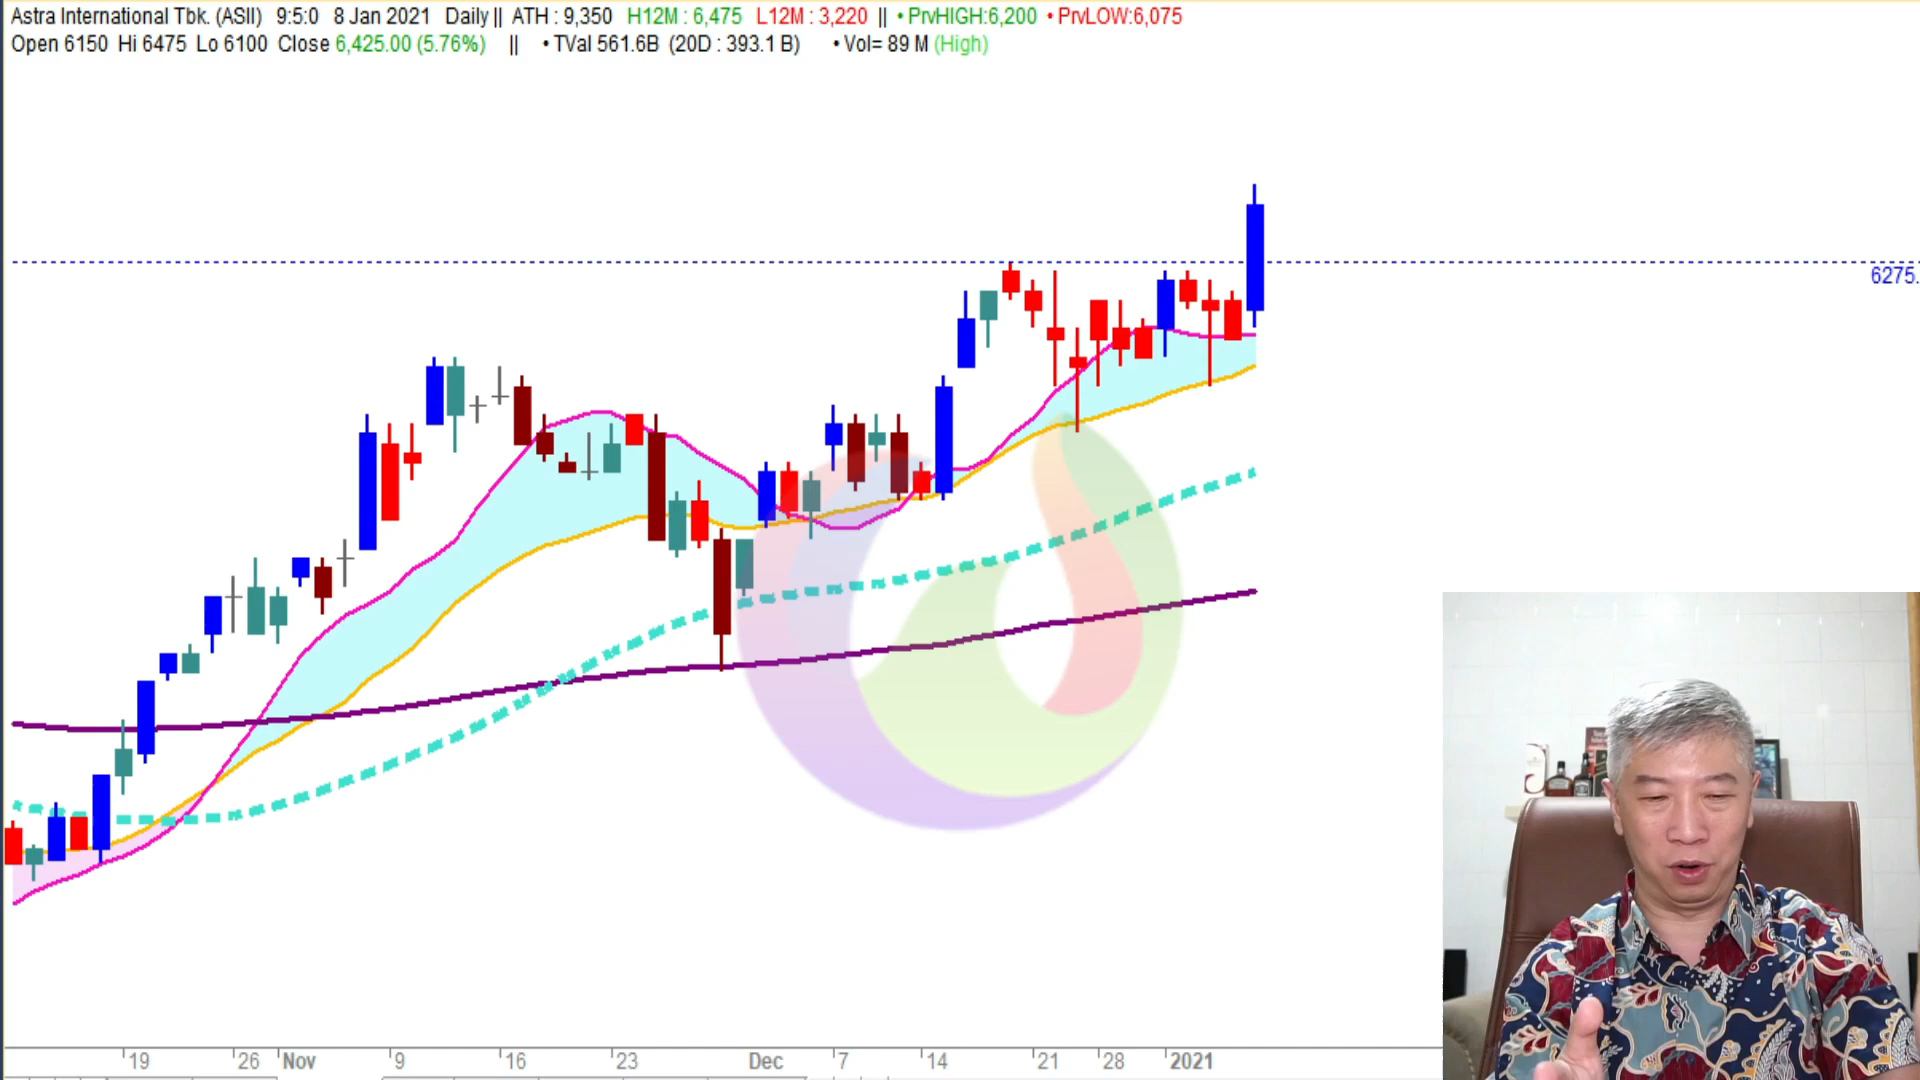 Astra International Tbk. (ASII) 9:5:0 8 Jan 2021 Daily || ATH : 9,350 H12M : 6,475 L12M : 3,220 || • PrvHIGH:6,200 • PrvLOW:6,075
Open 6150 Hi 6475 Lo 6100 Close 6,425.00 (5.76%) || • TVal 561.6B (20D : 393.1 B) • Vol= 89 M (High)
6275.
19 26 Nov 9 16 23 Dec 7 14 21 28 2021